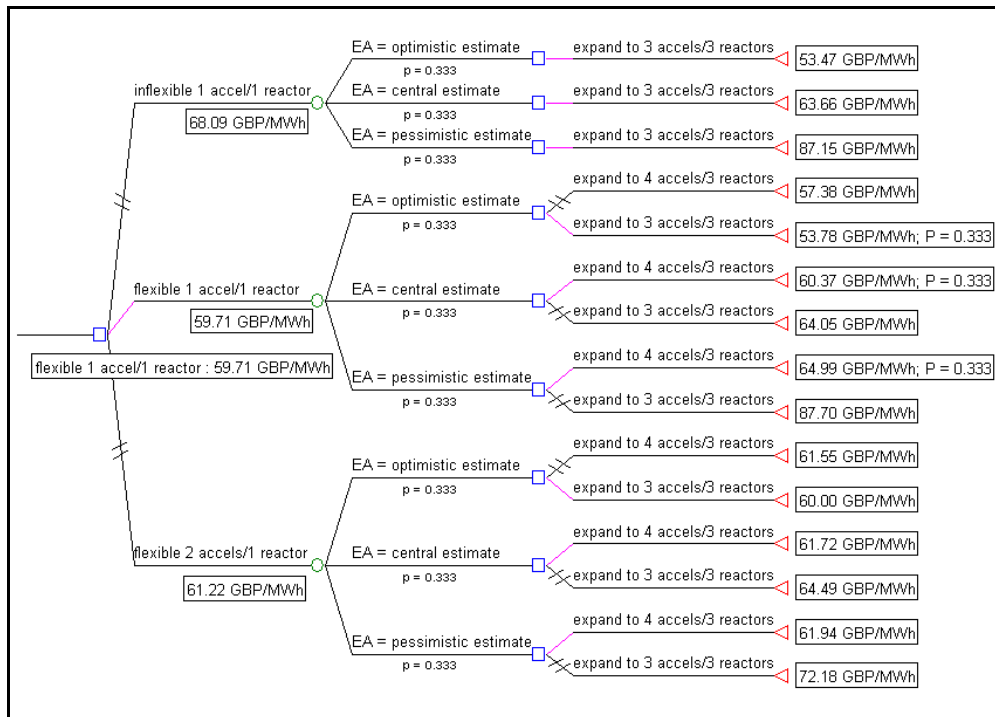 EA = optimistic estimate
p = 0.333
expand to 3 accels/3 reactors
53.47 GBP/MWh
inflexible 1 accel/1 reactor
68.09 GBP/MWh
EA = central estimate
p = 0.333
expand to 3 accels/3 reactors
63.66 GBP/MWh
EA = pessimistic estimate
p = 0.333
expand to 3 accels/3 reactors
87.15 GBP/MWh
EA = optimistic estimate
p = 0.333
expand to 4 accels/3 reactors
57.38 GBP/MWh
expand to 3 accels/3 reactors
53.78 GBP/MWh; P = 0.333
flexible 1 accel/1 reactor
59.71 GBP/MWh
EA = central estimate
p = 0.333
expand to 4 accels/3 reactors
60.37 GBP/MWh; P = 0.333
expand to 3 accels/3 reactors
64.05 GBP/MWh
flexible 1 accel/1 reactor : 59.71 GBP/MWh
EA = pessimistic estimate
p = 0.333
expand to 4 accels/3 reactors
64.99 GBP/MWh; P = 0.333
expand to 3 accels/3 reactors
87.70 GBP/MWh
EA = optimistic estimate
p = 0.333
expand to 4 accels/3 reactors
61.55 GBP/MWh
expand to 3 accels/3 reactors
60.00 GBP/MWh
flexible 2 accels/1 reactor
61.22 GBP/MWh
EA = central estimate
p = 0.333
expand to 4 accels/3 reactors
61.72 GBP/MWh
expand to 3 accels/3 reactors
64.49 GBP/MWh
EA = pessimistic estimate
p = 0.333
expand to 4 accels/3 reactors
61.94 GBP/MWh
expand to 3 accels/3 reactors
72.18 GBP/MWh